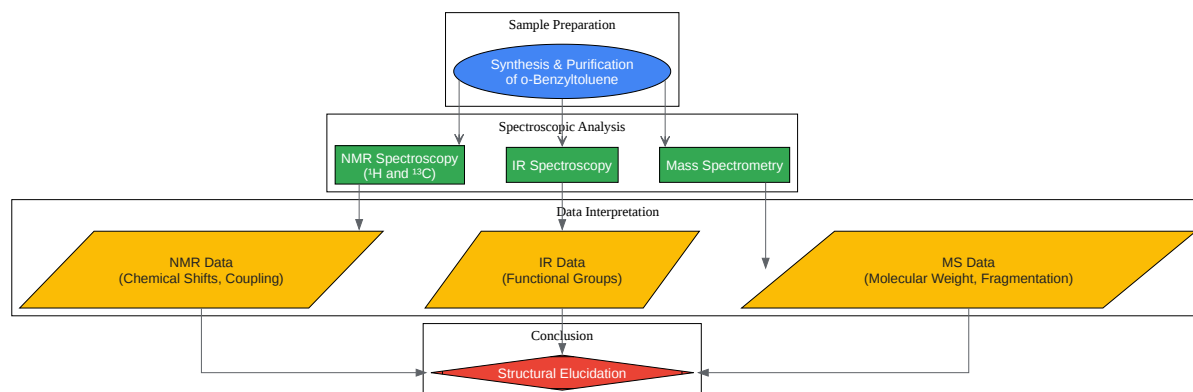 Sample Preparation
Synthesis & Purification
of o-Benzyltoluene
Spectroscopic Analysis
NMR Spectroscopy
(¹H and ¹³C)
IR Spectroscopy
Mass Spectrometry
Data Interpretation
NMR Data
(Chemical Shifts, Coupling)
IR Data
(Functional Groups)
MS Data
(Molecular Weight, Fragmentation)
Conclusion
Structural Elucidation